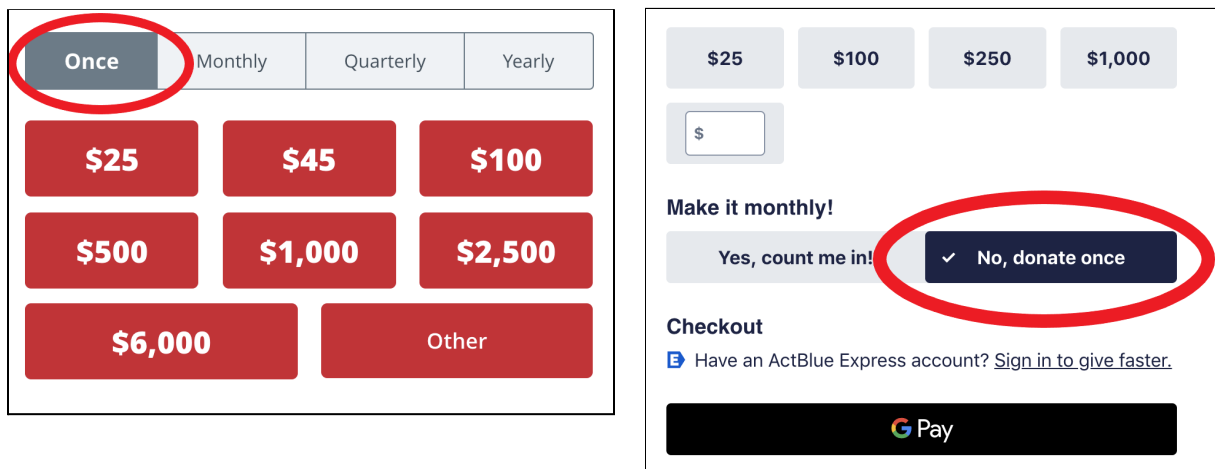 Once Monthly Quarterly Yearly
$25 $45 $100
$500 $1,000 $2,500
$6,000 Other
$25 $100 $250 $1,000
$
Make it monthly!
Yes, count me in! No, donate once
Checkout
E Have an ActBlue Express account? Sign in to give faster.
G Pay